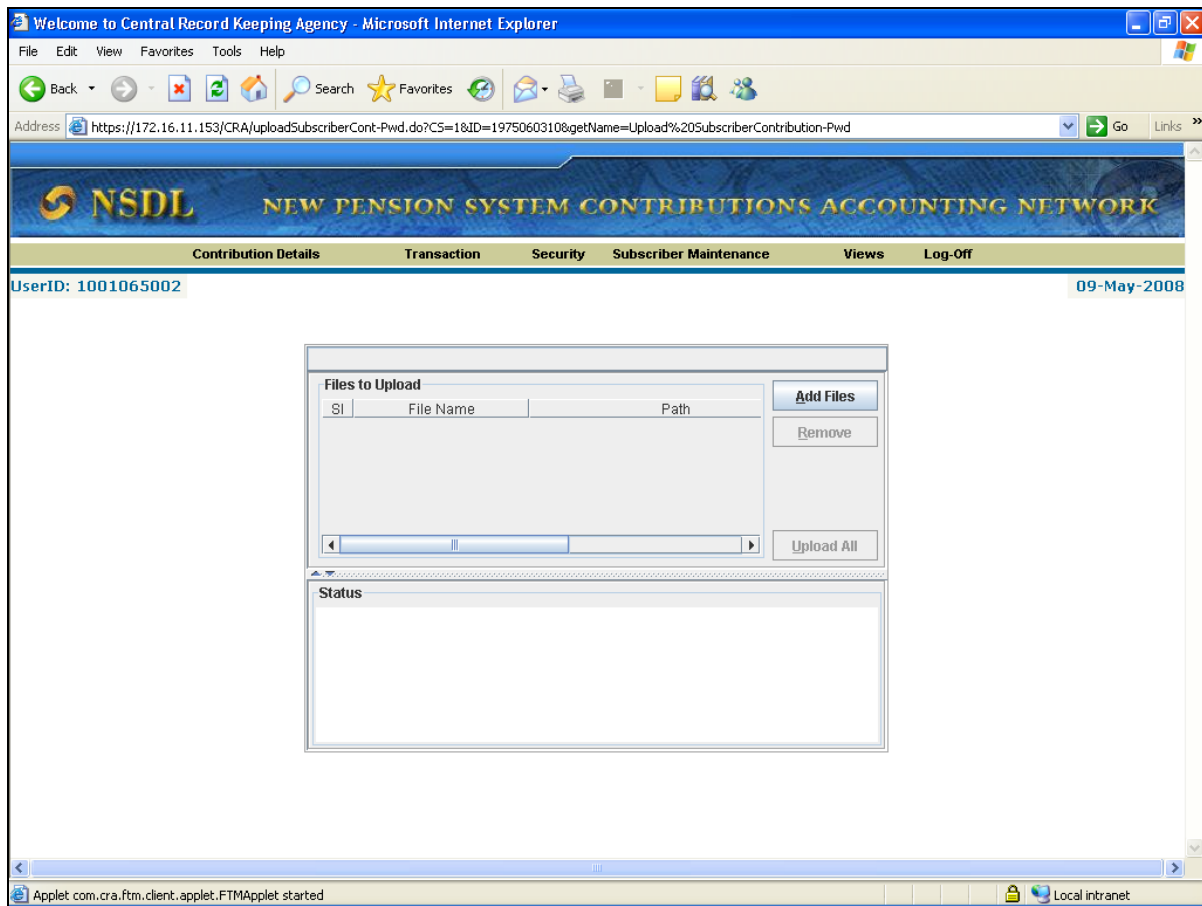 Welcome to Central Record Keeping Agency - Microsoft Internet Explorer
File Edit View Favorites Tools Help
Back Search Favorites
Address https://172.16.11.153/CRA/uploadSubscriberCont-Pwd.do?CS=1&ID=1975060310&getName=Upload%20SubscriberContribution-Pwd Go Links »
NSDL NEW PENSION SYSTEM CONTRIBUTIONS ACCOUNTING NETWORK
Contribution Details Transaction Security Subscriber Maintenance Views Log-Off
UserID: 1001065002 09-May-2008
Files to Upload
Add Files
Sl File Name Path
Remove
Upload All
Status
Applet com.cra.ftm.client.applet.FTMApplet started Local intranet